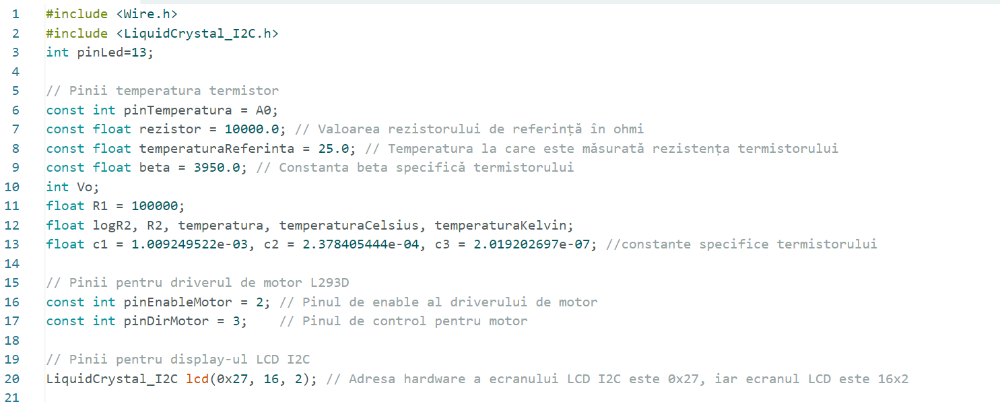 1 #include <Wire.h>
2 #include <LiquidCrystal_I2C.h>
3 int pinLed=13;
4
5 // Pinii temperatura termistor
6 const int pinTemperatura = A0;
7 const float rezistor = 10000.0; // Valoarea rezistorului de referință în ohmi
8 const float temperaturaReferinta = 25.0; // Temperatura la care este măsurată rezistența termistorului
9 const float beta = 3950.0; // Constanta beta specifică termistorului
10 int Vo;
11 float R1 = 100000;
12 float logR2, R2, temperatura, temperaturaCelsius, temperaturaKelvin;
13 float c1 = 1.009249522e-03, c2 = 2.378405444e-04, c3 = 2.019202697e-07; //constante specifice termistorului
14
15 // Pinii pentru driverul de motor L293D
16 const int pinEnableMotor = 2; // Pinul de enable al driverului de motor
17 const int pinDirMotor = 3;    // Pinul de control pentru motor
18
19 // Pinii pentru display-ul LCD I2C
20 LiquidCrystal_I2C lcd(0x27, 16, 2); // Adresa hardware a ecranului LCD I2C este 0x27, iar ecranul LCD este 16x2
21